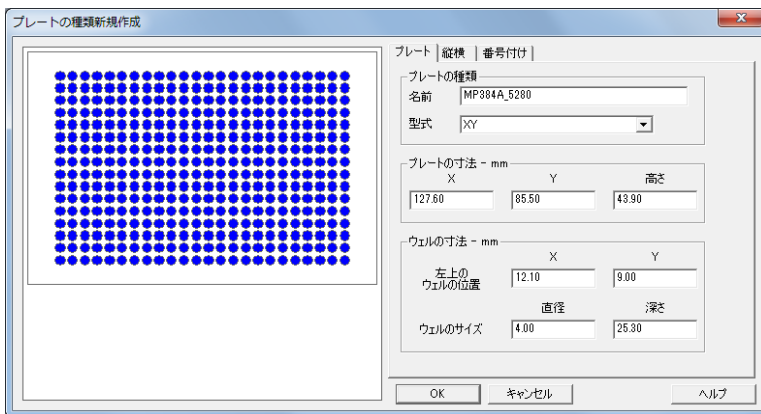 プレートの種類新規作成
プレート 縦横 番号付け
プレートの種類
名前 MP384A_5280
型式 XY
プレートの寸法 - mm
X Y 高さ
127.60 85.50 43.90
ウェルの寸法 - mm
X Y
左上の
ウェルの位置 12.10 9.00
直径 深さ
ウェルのサイズ 4.00 25.30
OK キャンセル ヘルプ